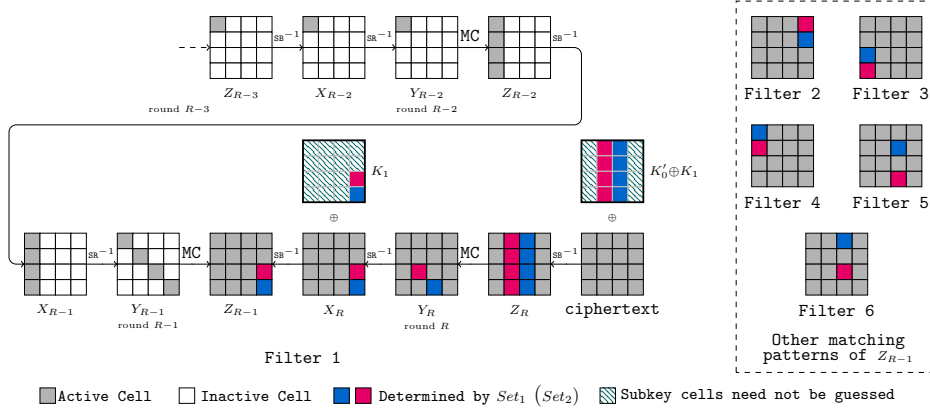 SB⁻¹ SR⁻¹ MC SB⁻¹
Z_{R-3} X_{R-2} Y_{R-2} Z_{R-2}
round R−3 round R−2
K_1 K'_0⊕K_1
⊕ ⊕
SR⁻¹ MC SB⁻¹ SR⁻¹ MC SB⁻¹
X_{R-1} Y_{R-1} Z_{R-1} X_R Y_R Z_R ciphertext
round R−1 round R
Filter 1
Filter 2 Filter 3
Filter 4 Filter 5
Filter 6
Other matching
patterns of Z_{R-1}
Active Cell Inactive Cell Determined by Set_1 (Set_2) Subkey cells need not be guessed